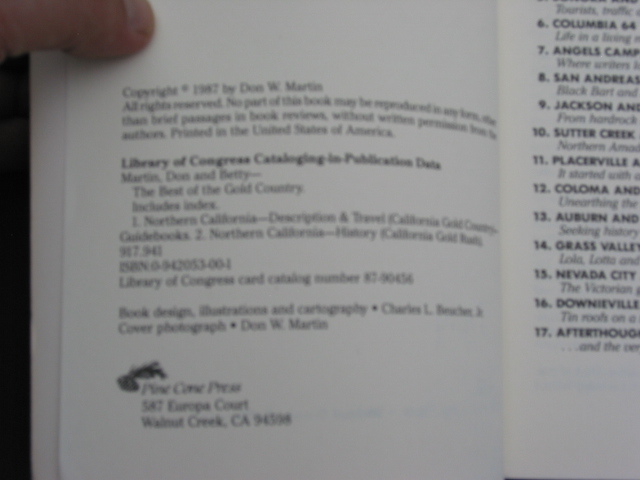 Copyright © 1987 by Don W. Martin
All rights reserved. No part of this book may be reproduced in any form, other
than brief passages in book reviews, without written permission from the
authors. Printed in the United States of America.
Library of Congress Cataloging-in-Publication Data
Martin, Don and Betty—
The Best of the Gold Country.
Includes index.
1. Northern California—Description & Travel (California Gold Country—
Guidebooks. 2. Northern California—History (California Gold Rush).
917.941
ISBN:0-942053-00-1
Library of Congress card catalog number 87-90456
Book design, illustrations and cartography • Charles L. Beucher, Jr.
Cover photograph • Don W. Martin
Pine Cone Press
587 Europa Court
Walnut Creek, CA 94598
Tourists, traffic
6. COLUMBIA 64
Life in a living
7. ANGELS CAMP
Where writers
8. SAN ANDREAS
Black Bart and
9. JACKSON AN
From hardrock
10. SUTTER CREEK
Northern Amad
11. PLACERVILLE A
It started with a
12. COLOMA AND
Unearthing the
13. AUBURN AND
Seeking history
14. GRASS VALLEY
Lola, Lotta and
15. NEVADA CITY
The Victorian
16. DOWNIEVILLE
Tin roofs on a
17. AFTERTHOUG
. . .and the ver